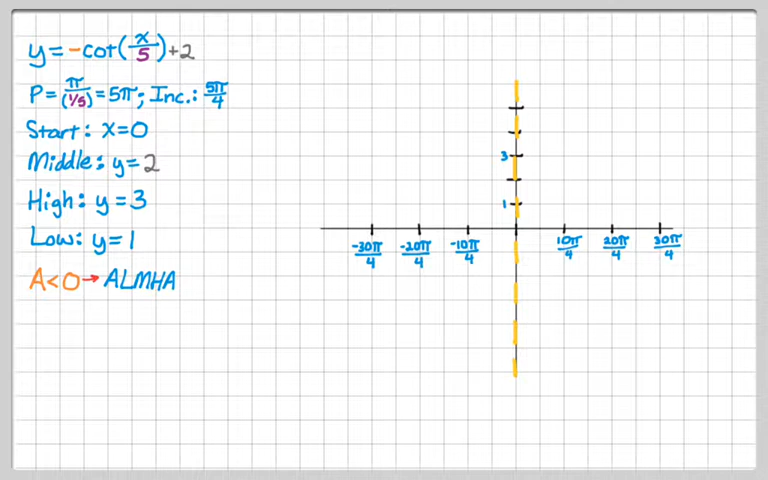 y = -cot(x/5) + 2
P = π/(1/5) = 5π; Inc.: 5π/4
Start: x=0
Middle: y=2
High: y=3
Low: y=1
A<0→ALMHA
3
1
-30π/4 -20π/4 -10π/4 10π/4 20π/4 30π/4